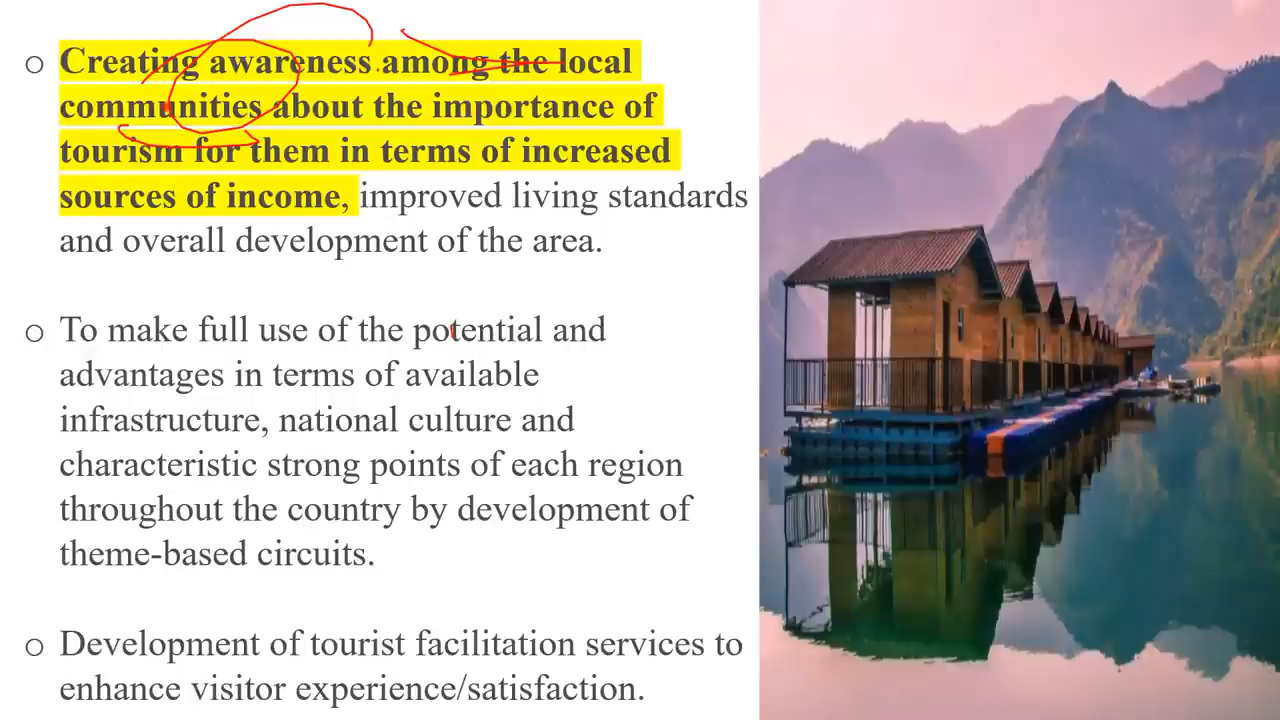 ○ Creating awareness among the local
communities about the importance of
tourism for them in terms of increased
sources of income, improved living standards
and overall development of the area.
○ To make full use of the potential and
advantages in terms of available
infrastructure, national culture and
characteristic strong points of each region
throughout the country by development of
theme-based circuits.
○ Development of tourist facilitation services to
enhance visitor experience/satisfaction.